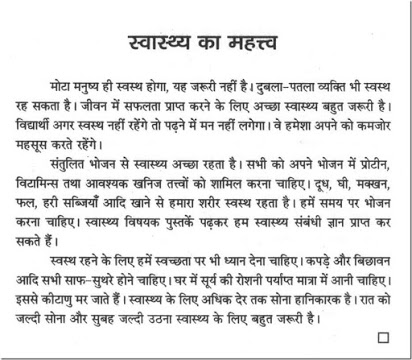 स्वास्थ्य का महत्त्व
मोटा मनुष्य ही स्वस्थ होगा, यह जरूरी नहीं है। दुबला-पतला व्यक्ति भी स्वस्थ
रह सकता है। जीवन में सफलता प्राप्त करने के लिए अच्छा स्वास्थ्य बहुत जरूरी है।
विद्यार्थी अगर स्वस्थ नहीं रहेंगे तो पढ़ने में मन नहीं लगेगा। वे हमेशा अपने को कमजोर
महसूस करते रहेंगे।
संतुलित भोजन से स्वास्थ्य अच्छा रहता है। सभी को अपने भोजन में प्रोटीन,
विटामिन्स तथा आवश्यक खनिज तत्त्वों को शामिल करना चाहिए। दूध, घी, मक्खन,
फल, हरी सब्जियाँ आदि खाने से हमारा शरीर स्वस्थ रहता है। हमें समय पर भोजन
करना चाहिए। स्वास्थ्य विषयक पुस्तकें पढ़कर हम स्वास्थ्य संबंधी ज्ञान प्राप्त कर
सकते हैं।
स्वस्थ रहने के लिए हमें स्वच्छता पर भी ध्यान देना चाहिए। कपड़े और बिछावन
आदि सभी साफ-सुथरे होने चाहिए। घर में सूर्य की रोशनी पर्याप्त मात्रा में आनी चाहिए।
इससे कीटाणु मर जाते हैं। स्वास्थ्य के लिए अधिक देर तक सोना हानिकारक है। रात को
जल्दी सोना और सुबह जल्दी उठना स्वास्थ्य के लिए बहुत जरूरी है।